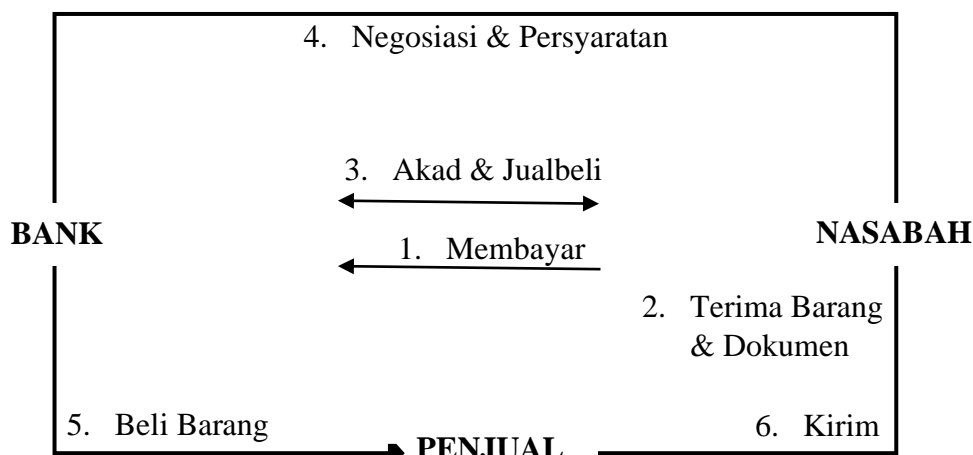 4. Negosiasi & Persyaratan
3. Akad & Jualbeli
BANK
NASABAH
1. Membayar
2. Terima Barang
& Dokumen
5. Beli Barang
6. Kirim
PENJUAL